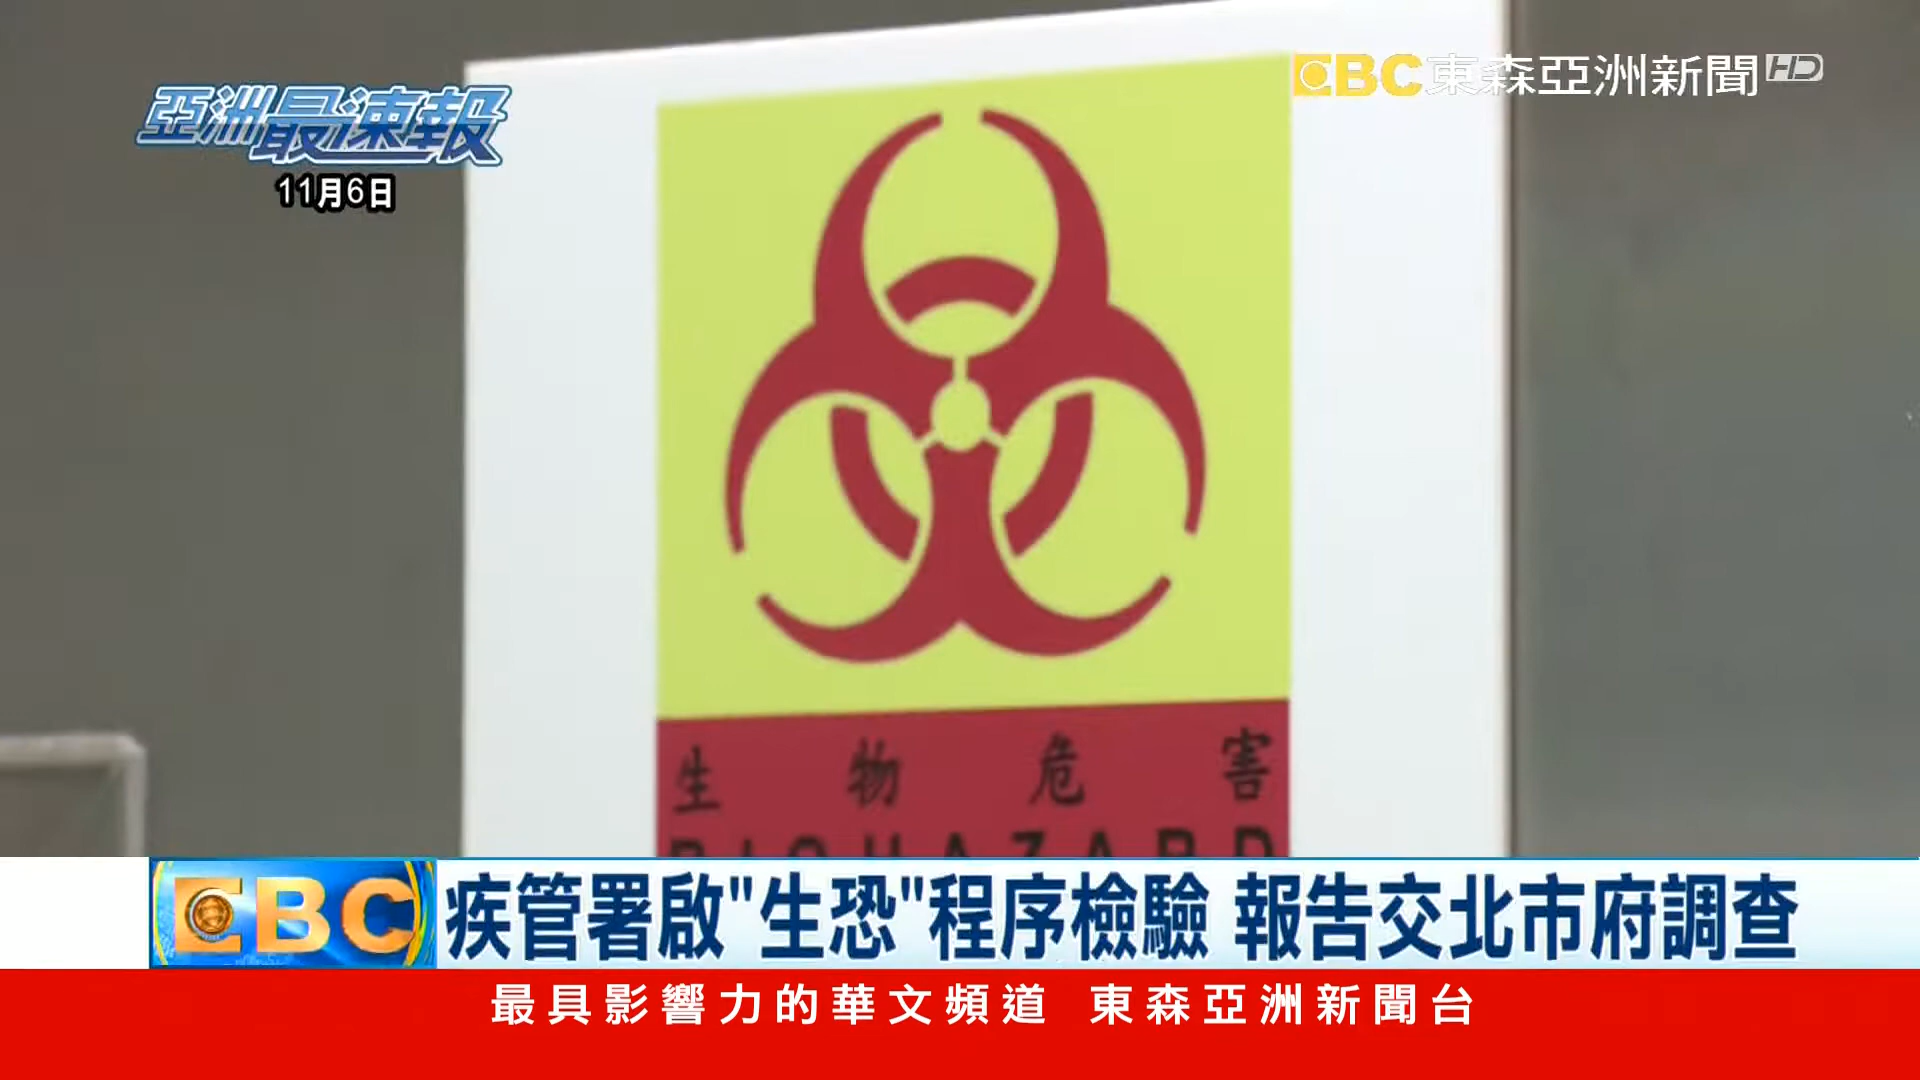 亞洲最速報
11月6日
EBC東森亞洲新聞HD
生物危害
BIOHAZARD
EBC
疾管署啟"生恐"程序檢驗 報告交北市府調查
最具影響力的華文頻道 東森亞洲新聞台